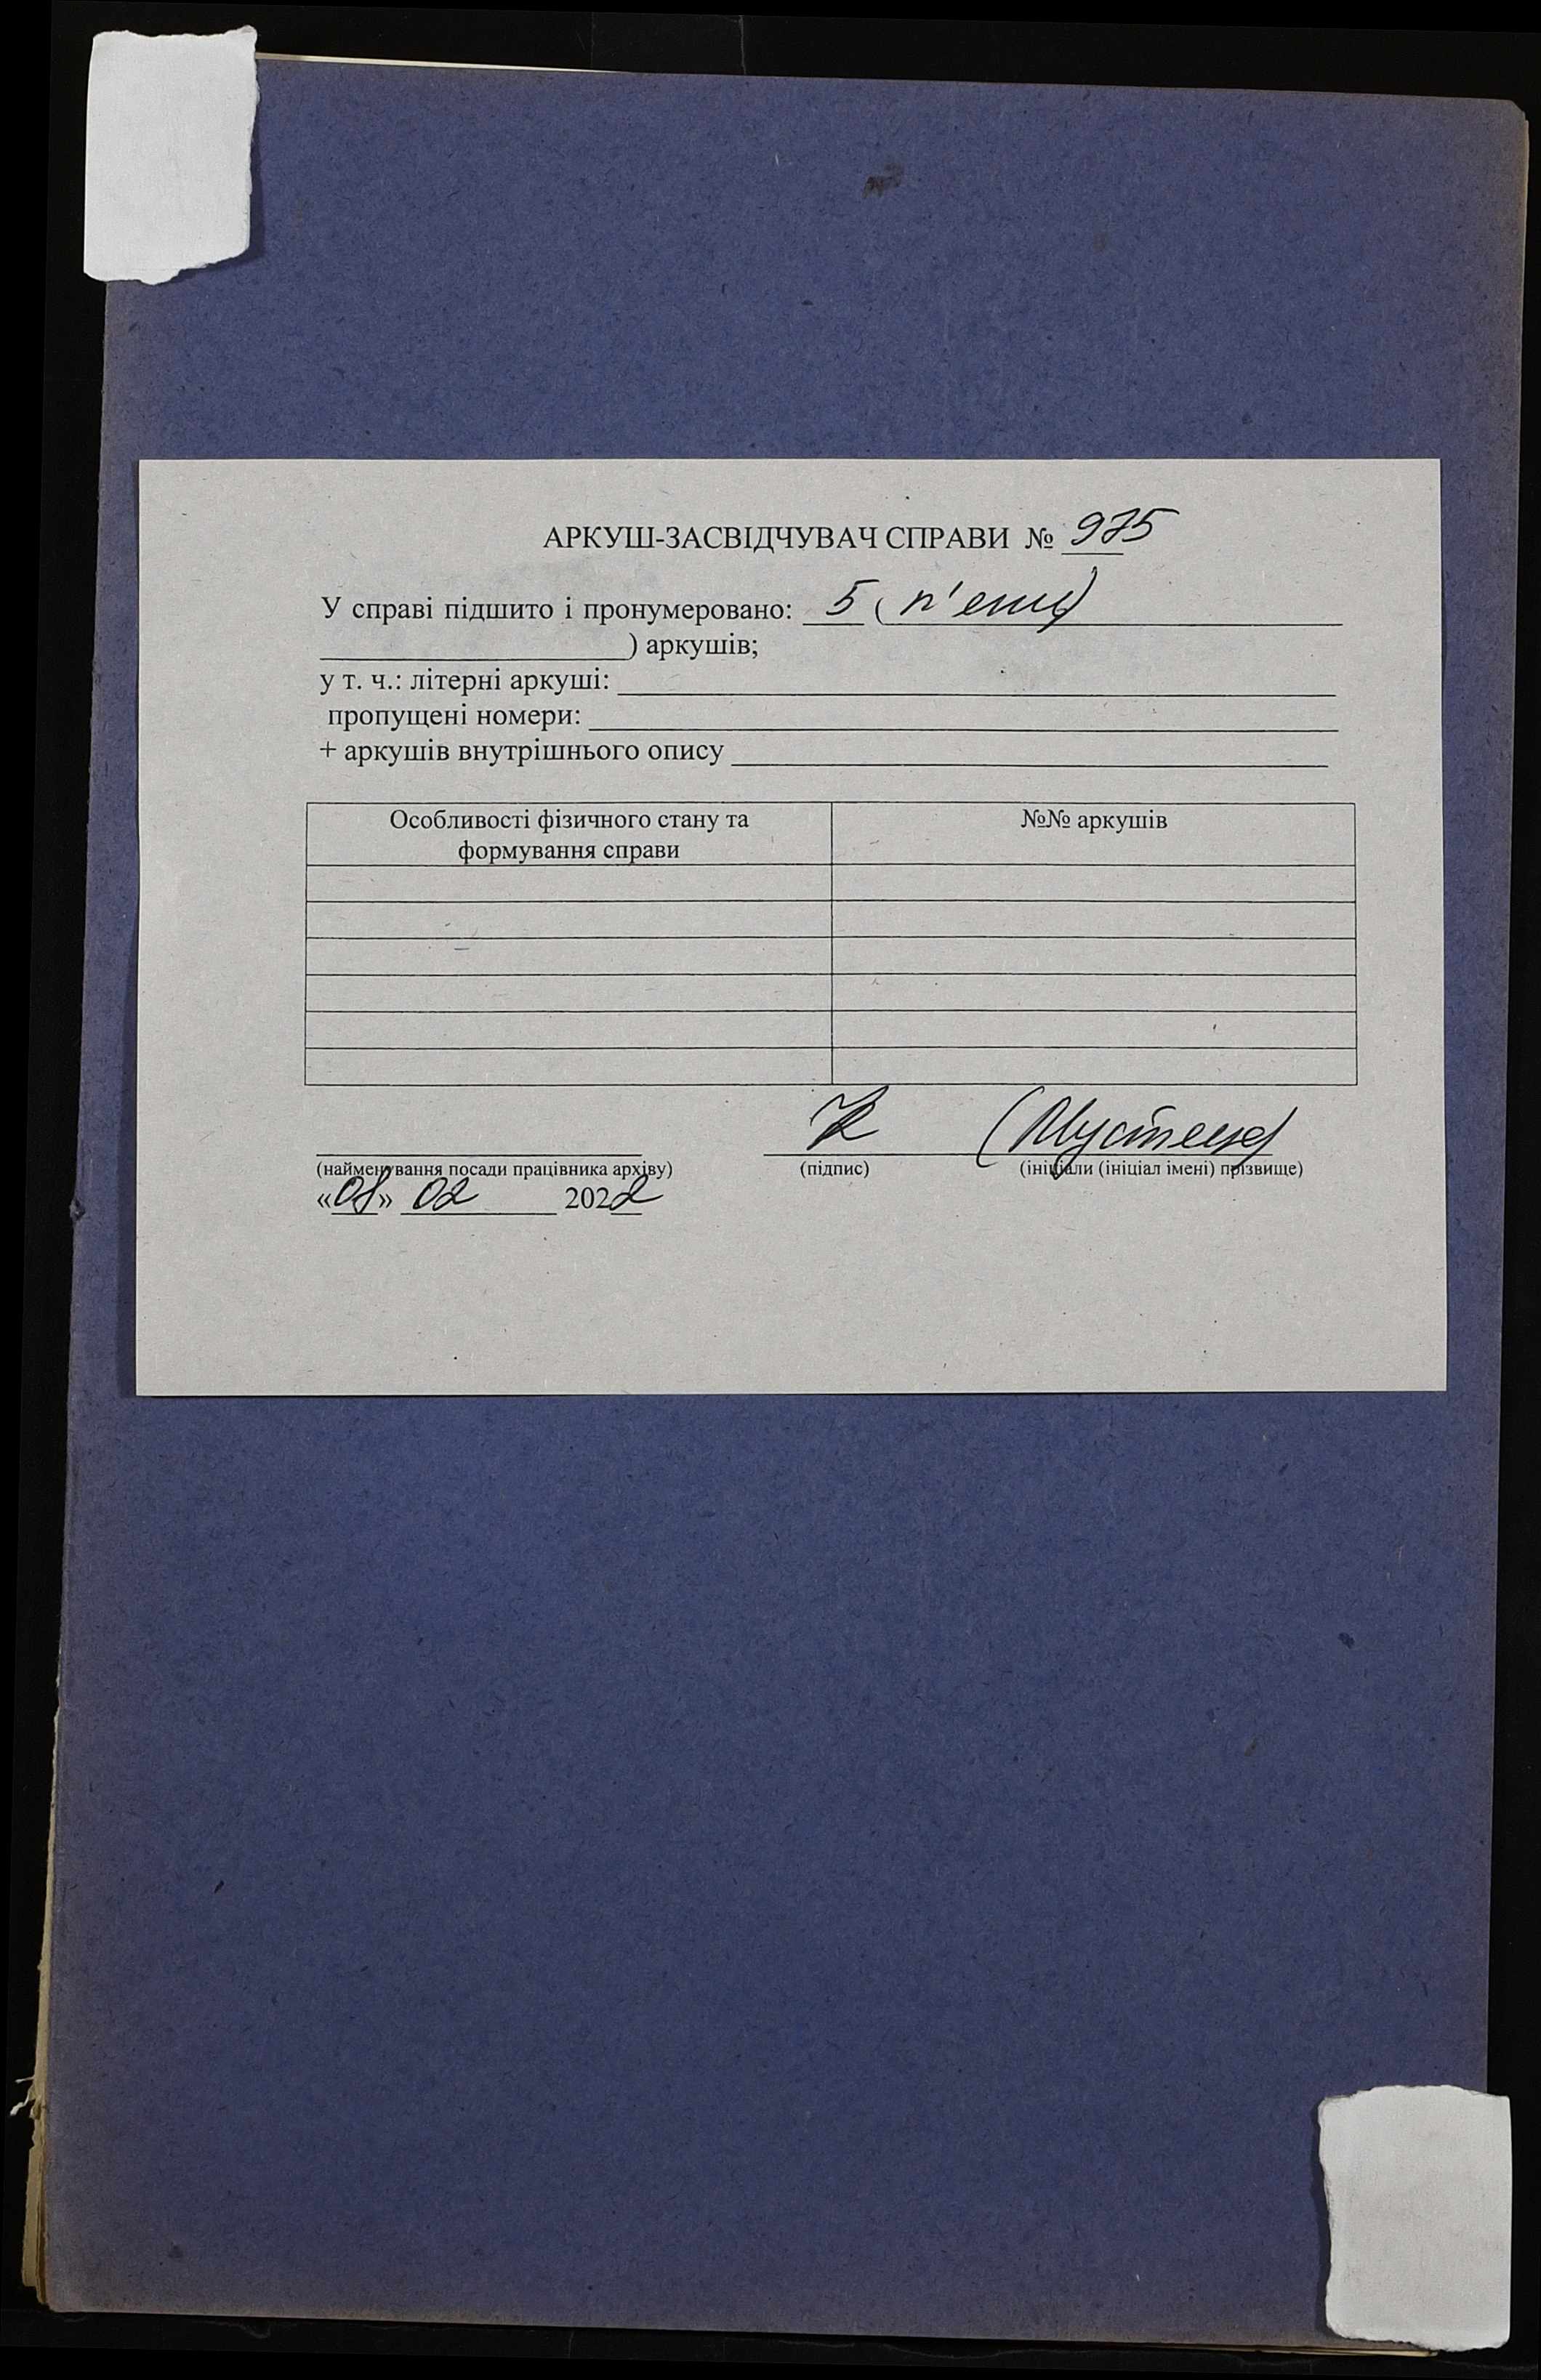 АРКУШ-ЗАСВІДЧУВАЧ СПРАВИ № 975
У справі підшито і пронумеровано: 5 (п'ять)
) аркушів;
у т. ч.: літерні аркуші:
пропущені номери:
+ аркушів внутрішнього опису
Особливості фізичного стану та
формування справи
№№ аркушів
(найменування посади працівника архіву) (підпис) (ініціали (ініціал імені) прізвище)
«08» 02 2022